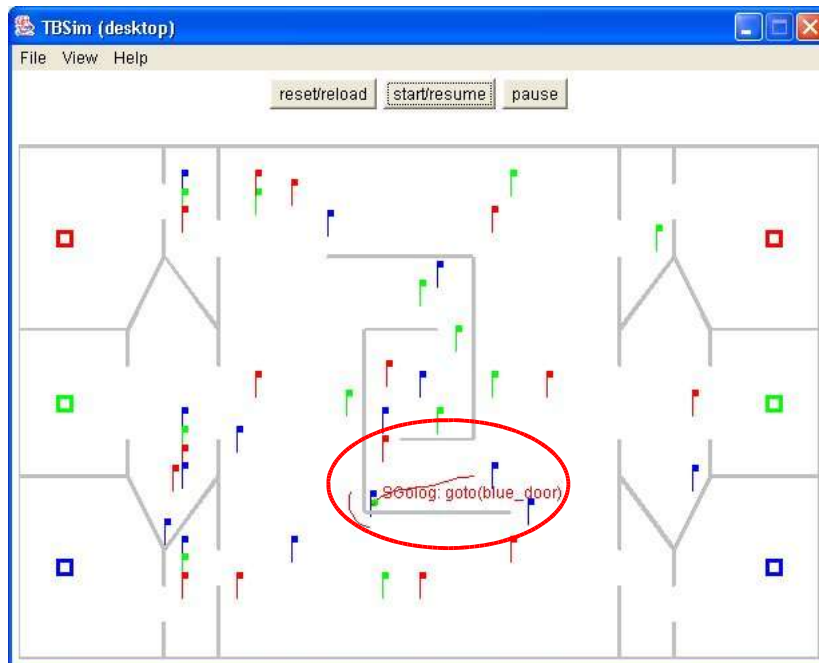 TBSim (desktop)
File View Help
reset/reload start/resume pause
SGolog: goto(blue_door)